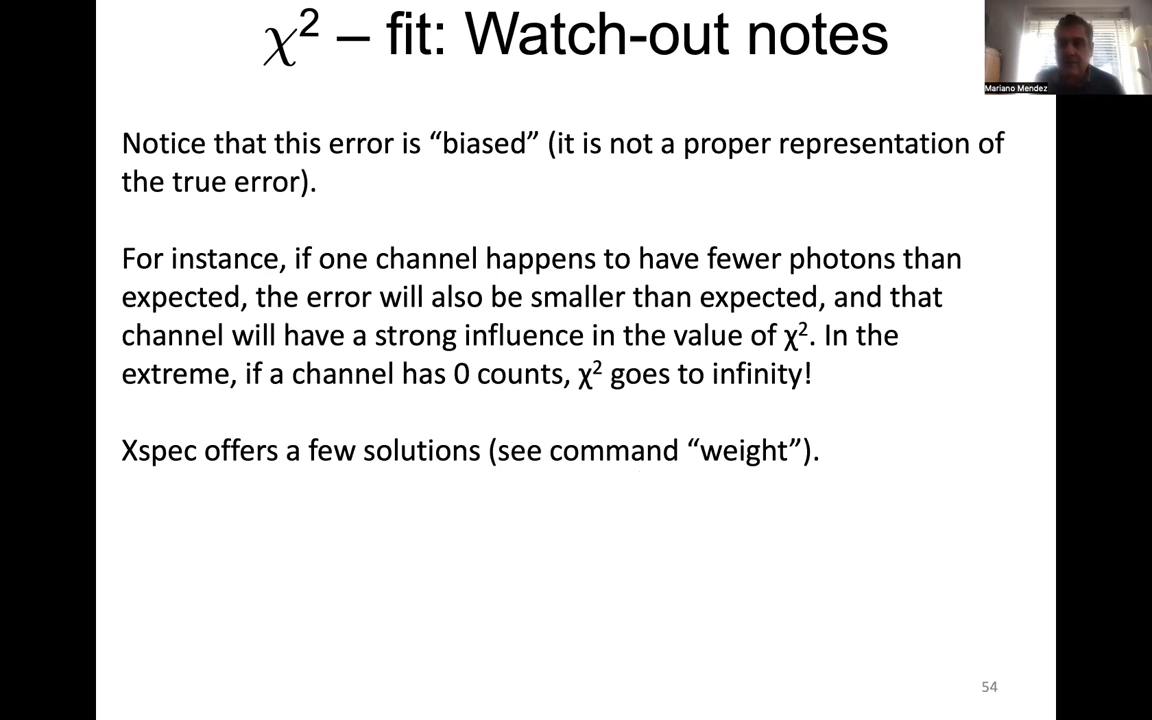 χ² – fit: Watch-out notes
Mariano Mendez
Notice that this error is “biased” (it is not a proper representation of
the true error).
For instance, if one channel happens to have fewer photons than
expected, the error will also be smaller than expected, and that
channel will have a strong influence in the value of χ². In the
extreme, if a channel has 0 counts, χ² goes to infinity!
Xspec offers a few solutions (see command “weight”).
54